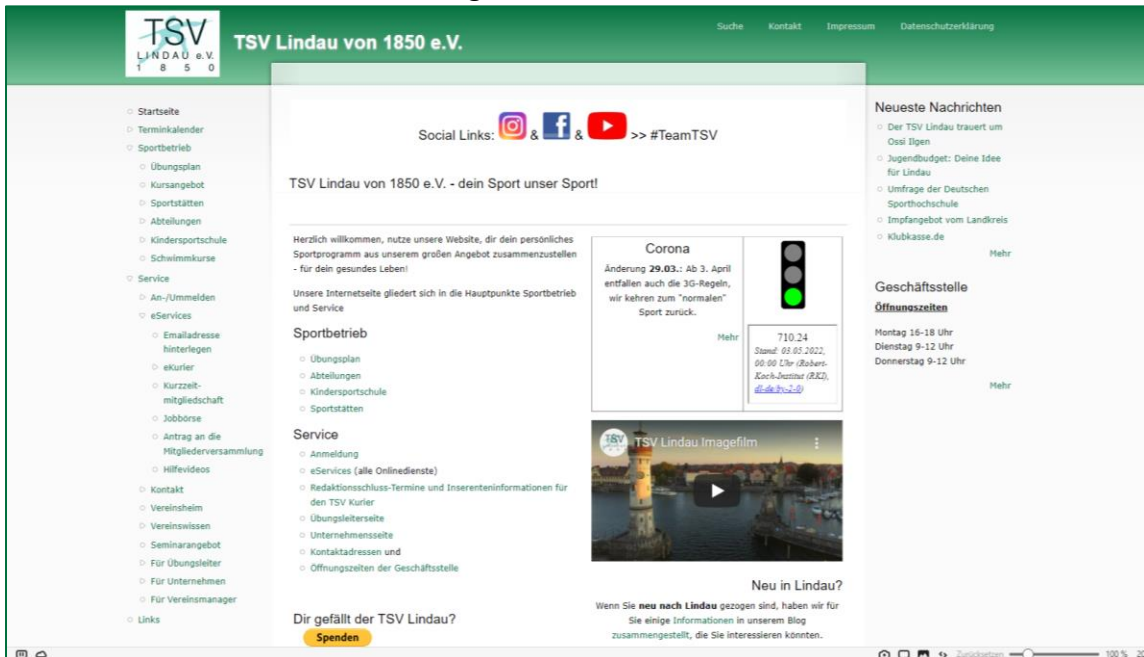 TSV
LINDAU e.V.
1 8 5 0
TSV Lindau von 1850 e.V.
Suche Kontakt Impressum Datenschutzerklärung
Startseite
Terminkalender
Sportbetrieb
Übungsplan
Kursangebot
Sportstätten
Abteilungen
Kindersportschule
Schwimmkurse
Service
An-/Ummelden
eServices
Emailadresse
hinterlegen
eKurier
Kurzzeit-
mitgliedschaft
Jobbörse
Antrag an die
Mitgliederversammlung
Hilfevideos
Kontakt
Vereinsheim
Vereinswissen
Seminarangebot
Für Übungsleiter
Für Unternehmen
Für Vereinsmanager
Links
Social Links: & & >> #TeamTSV
TSV Lindau von 1850 e.V. - dein Sport unser Sport!
Herzlich willkommen, nutze unsere Website, dir dein persönliches
Sportprogramm aus unserem großen Angebot zusammenzustellen
- für dein gesundes Leben!
Unsere Internetseite gliedert sich in die Hauptpunkte Sportbetrieb
und Service
Sportbetrieb
Übungsplan
Abteilungen
Kindersportschule
Sportstätten
Service
Anmeldung
eServices (alle Onlinedienste)
Redaktionsschluss-Termine und Inserenteninformationen für
den TSV Kurier
Übungsleiterseite
Unternehmensseite
Kontaktadressen und
Öffnungszeiten der Geschäftsstelle
Dir gefällt der TSV Lindau?
Spenden
Corona
Änderung 29.03.: Ab 3. April
entfallen auch die 3G-Regeln,
wir kehren zum "normalen"
Sport zurück.
Mehr
710.24
Stand: 03.05.2022,
00:00 Uhr (Robert-
Koch-Institut (RKI),
dl-de/by-2-0)
TSV TSV Lindau Imagefilm
Neu in Lindau?
Wenn Sie neu nach Lindau gezogen sind, haben wir für
Sie einige Informationen in unserem Blog
zusammengestellt, die Sie interessieren könnten.
Neueste Nachrichten
Der TSV Lindau trauert um
Ossi Ilgen
Jugendbudget: Deine Idee
für Lindau
Umfrage der Deutschen
Sporthochschule
Impfangebot vom Landkreis
Klubkasse.de
Mehr
Geschäftsstelle
Öffnungszeiten
Montag 16-18 Uhr
Dienstag 9-12 Uhr
Donnerstag 9-12 Uhr
Mehr
Zurücksetzen 100 %